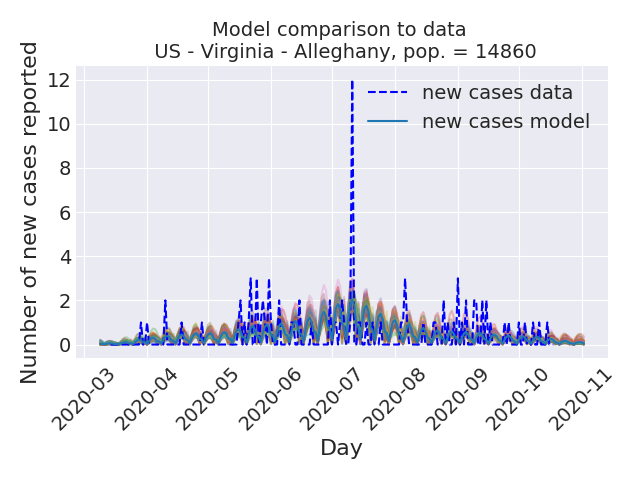 Model comparison to data
US - Virginia - Alleghany, pop. = 14860
Number of new cases reported
12
10
8
6
4
2
0
new cases data
new cases model
2020-03
2020-04
2020-05
2020-06
2020-07
2020-08
2020-09
2020-10
2020-11
Day